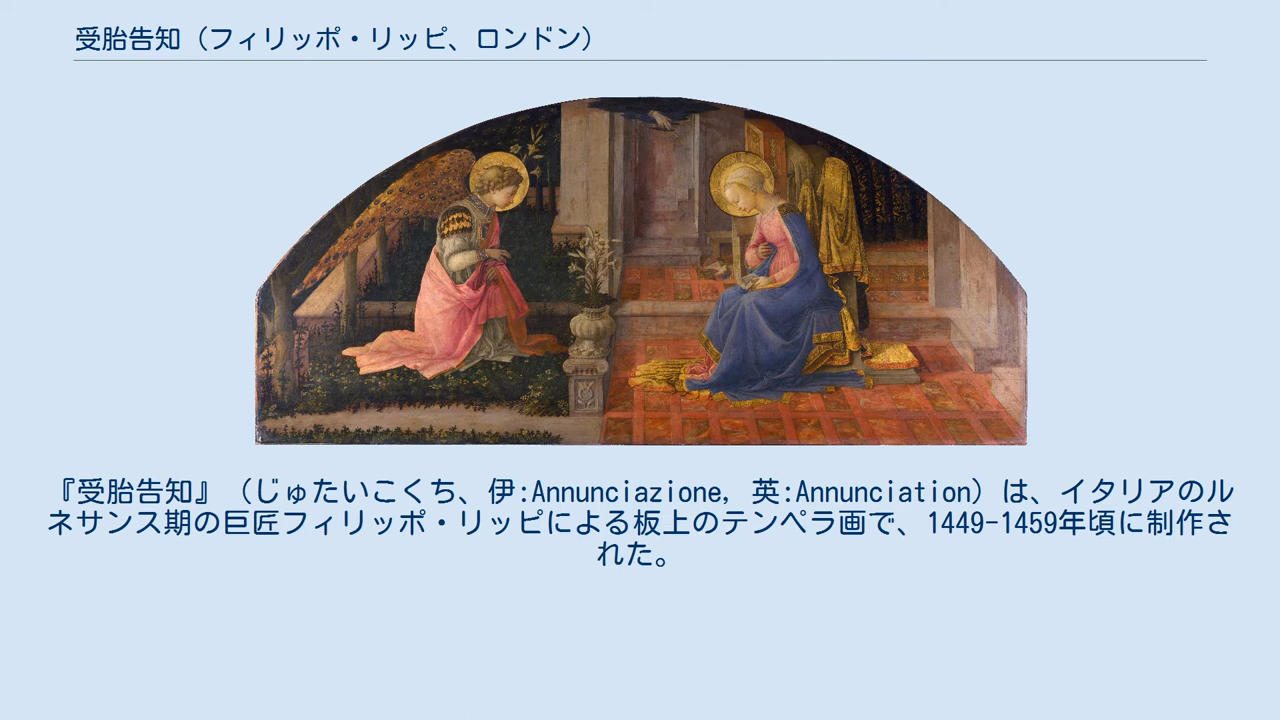 受胎告知（フィリッポ・リッピ、ロンドン）
『受胎告知』（じゅたいこくち、伊:Annunciazione, 英:Annunciation）は、イタリアのル
ネサンス期の巨匠フィリッポ・リッピによる板上のテンペラ画で、1449-1459年頃に制作さ
れた。